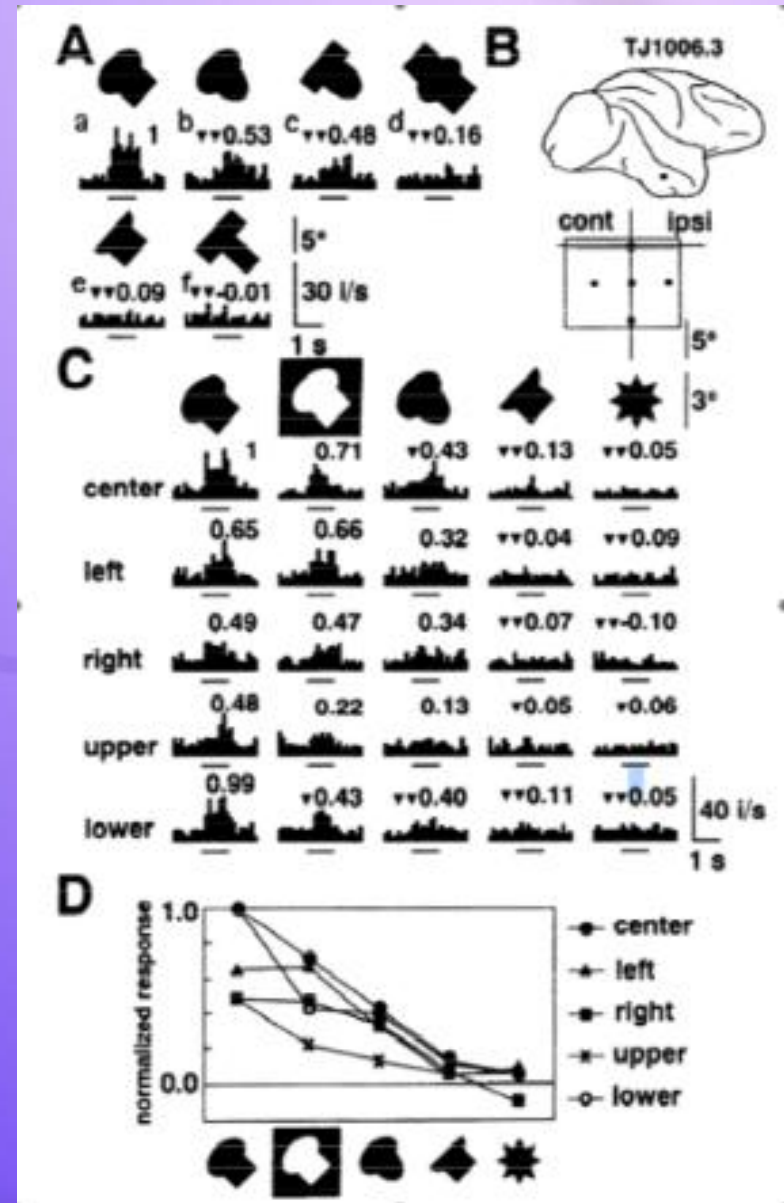 A
B
TJ1006.3
a 1 b ▼▼0.53 c ▼▼0.48 d ▼▼0.16
cont ipsi
e ▼▼0.09 f ▼▼-0.01
5°
30 i/s
1 s
5°
C
3°
center 1 0.71 ▼0.43 ▼▼0.13 ▼▼0.05
left 0.65 0.66 0.32 ▼▼0.04 ▼▼0.09
right 0.49 0.47 0.34 ▼▼0.07 ▼▼-0.10
upper 0.48 0.22 0.13 ▼0.05 ▼0.06
lower 0.99 ▼0.43 ▼▼0.40 ▼▼0.11 ▼▼0.05
40 i/s
1 s
D
normalized response
1.0
0.0
center
left
right
upper
lower